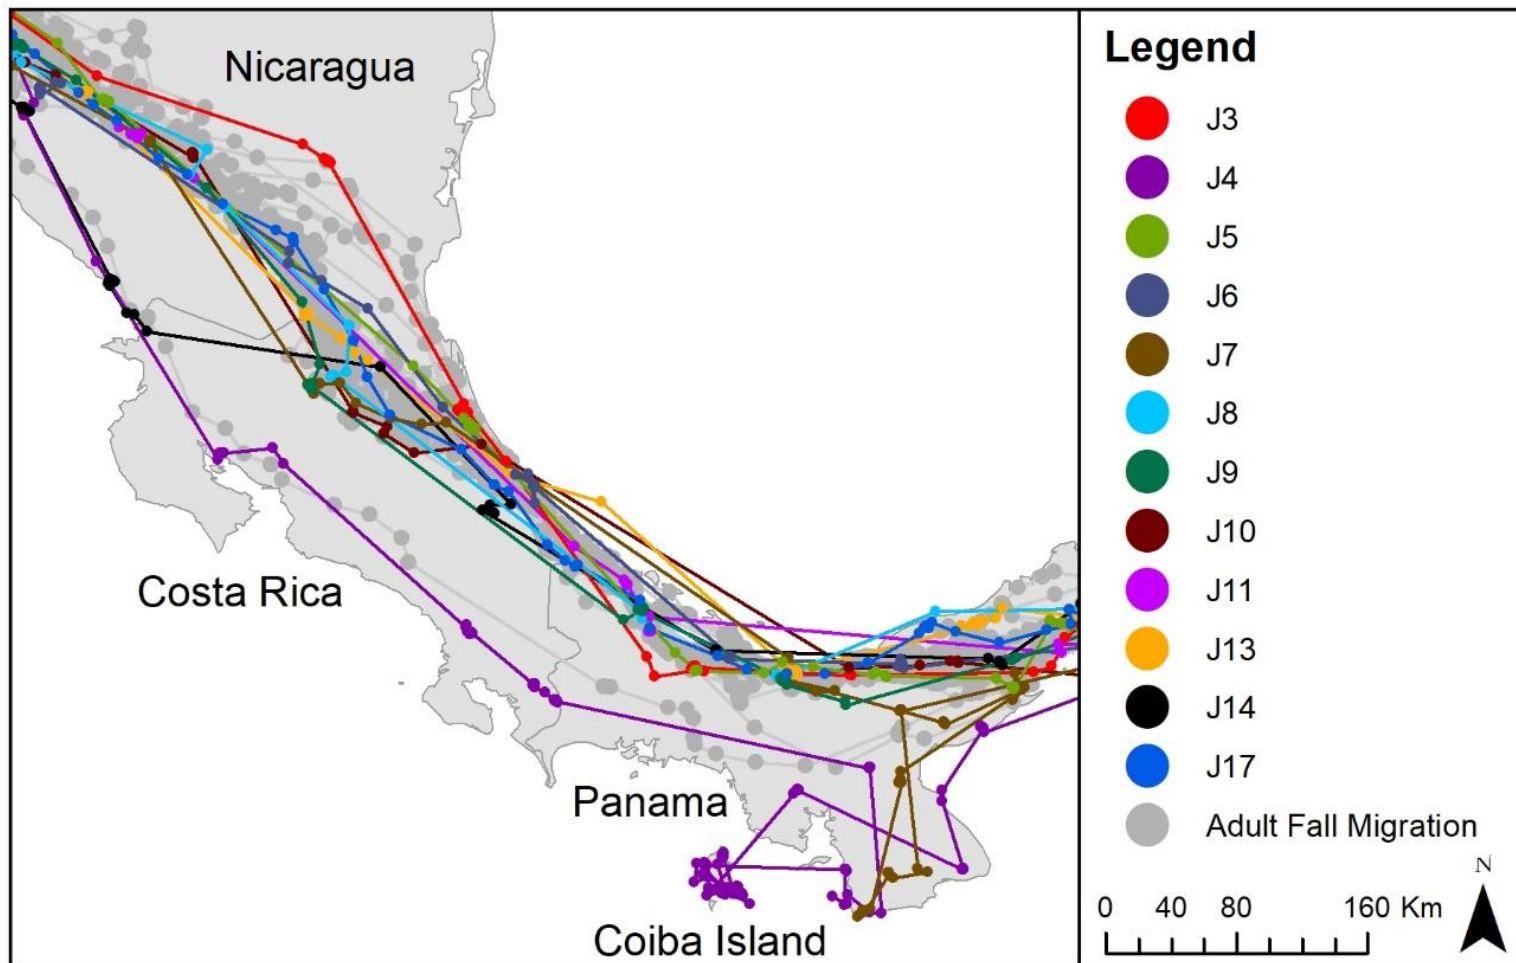 Nicaragua
Costa Rica
Panama
Coiba Island
Legend
J3
J4
J5
J6
J7
J8
J9
J10
J11
J13
J14
J17
Adult Fall Migration
N
0 40 80 160 Km